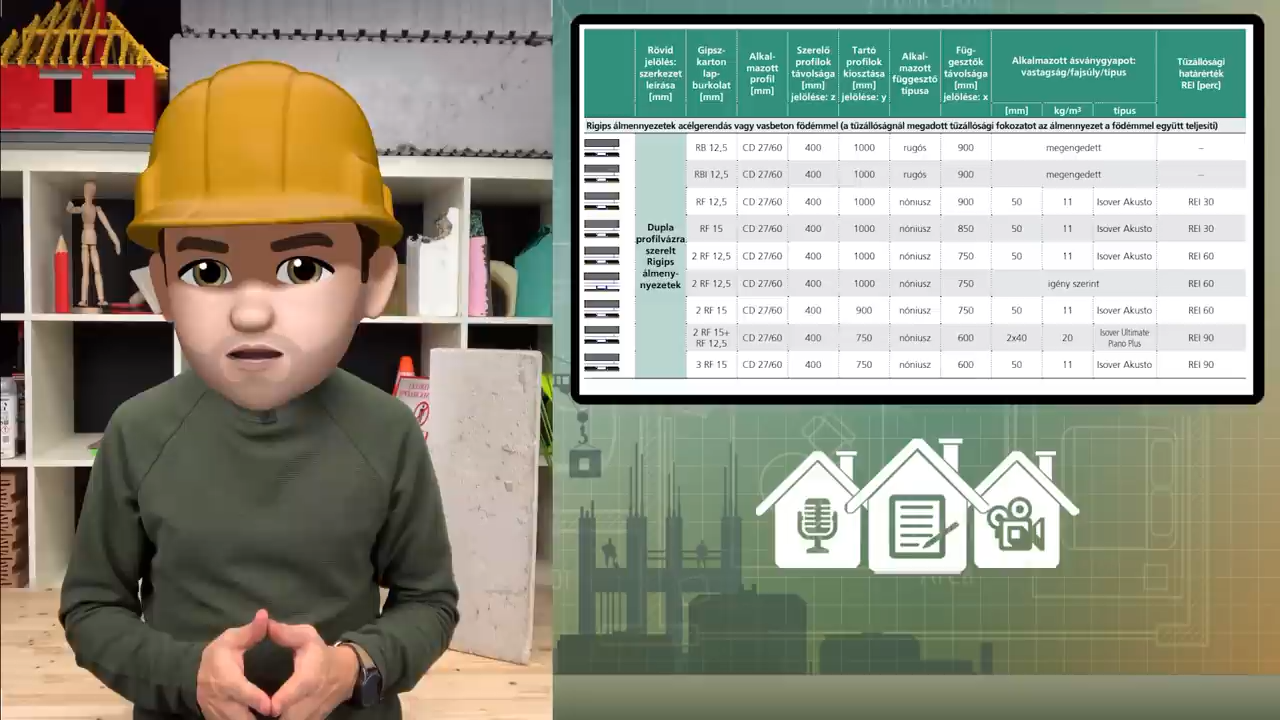 Rövid jelölés: szerkezet leírása [mm]
Gipszkarton lapburkolat [mm]
Alkalmazott profil [mm]
Szerelő profilok távolsága [mm] jelölése: z
Tartó profilok kiosztása [mm] jelölése: y
Alkalmazott függesztő típusa
Függesztők távolsága [mm] jelölése: x
Alkalmazott ásványgyapot: vastagság/fajsúly/típus
Tűzállósági határérték REI [perc]
[mm] kg/m³ típus
Rigips álmennyezetek acélgerendás vagy vasbeton födémmel (a tűzállóságnál megadott tűzállósági fokozatot az álmennyezet a födémmel együtt teljesíti)
Dupla profilvázra szerelt Rigips álmeny-nyezetek
RB 12,5 CD 27/60 400 1000 rugós 900 megengedett –
RBI 12,5 CD 27/60 400 1000 rugós 900 megengedett –
RF 12,5 CD 27/60 400 1000 nóniusz 900 50 11 Isover Akusto REI 30
RF 15 CD 27/60 400 1000 nóniusz 850 50 11 Isover Akusto REI 30
2 RF 12,5 CD 27/60 400 1000 nóniusz 750 50 11 Isover Akusto REI 60
2 RF 12,5 CD 27/60 400 1000 nóniusz 750 igény szerint REI 60
2 RF 15 CD 27/60 400 900 nóniusz 750 50 11 Isover Akusto REI 60
2 RF 15+ RF 12,5 CD 27/60 400 750 nóniusz 600 2x40 20 Isover Ultimate Piano Plus REI 90
3 RF 15 CD 27/60 400 750 nóniusz 600 50 11 Isover Akusto REI 90